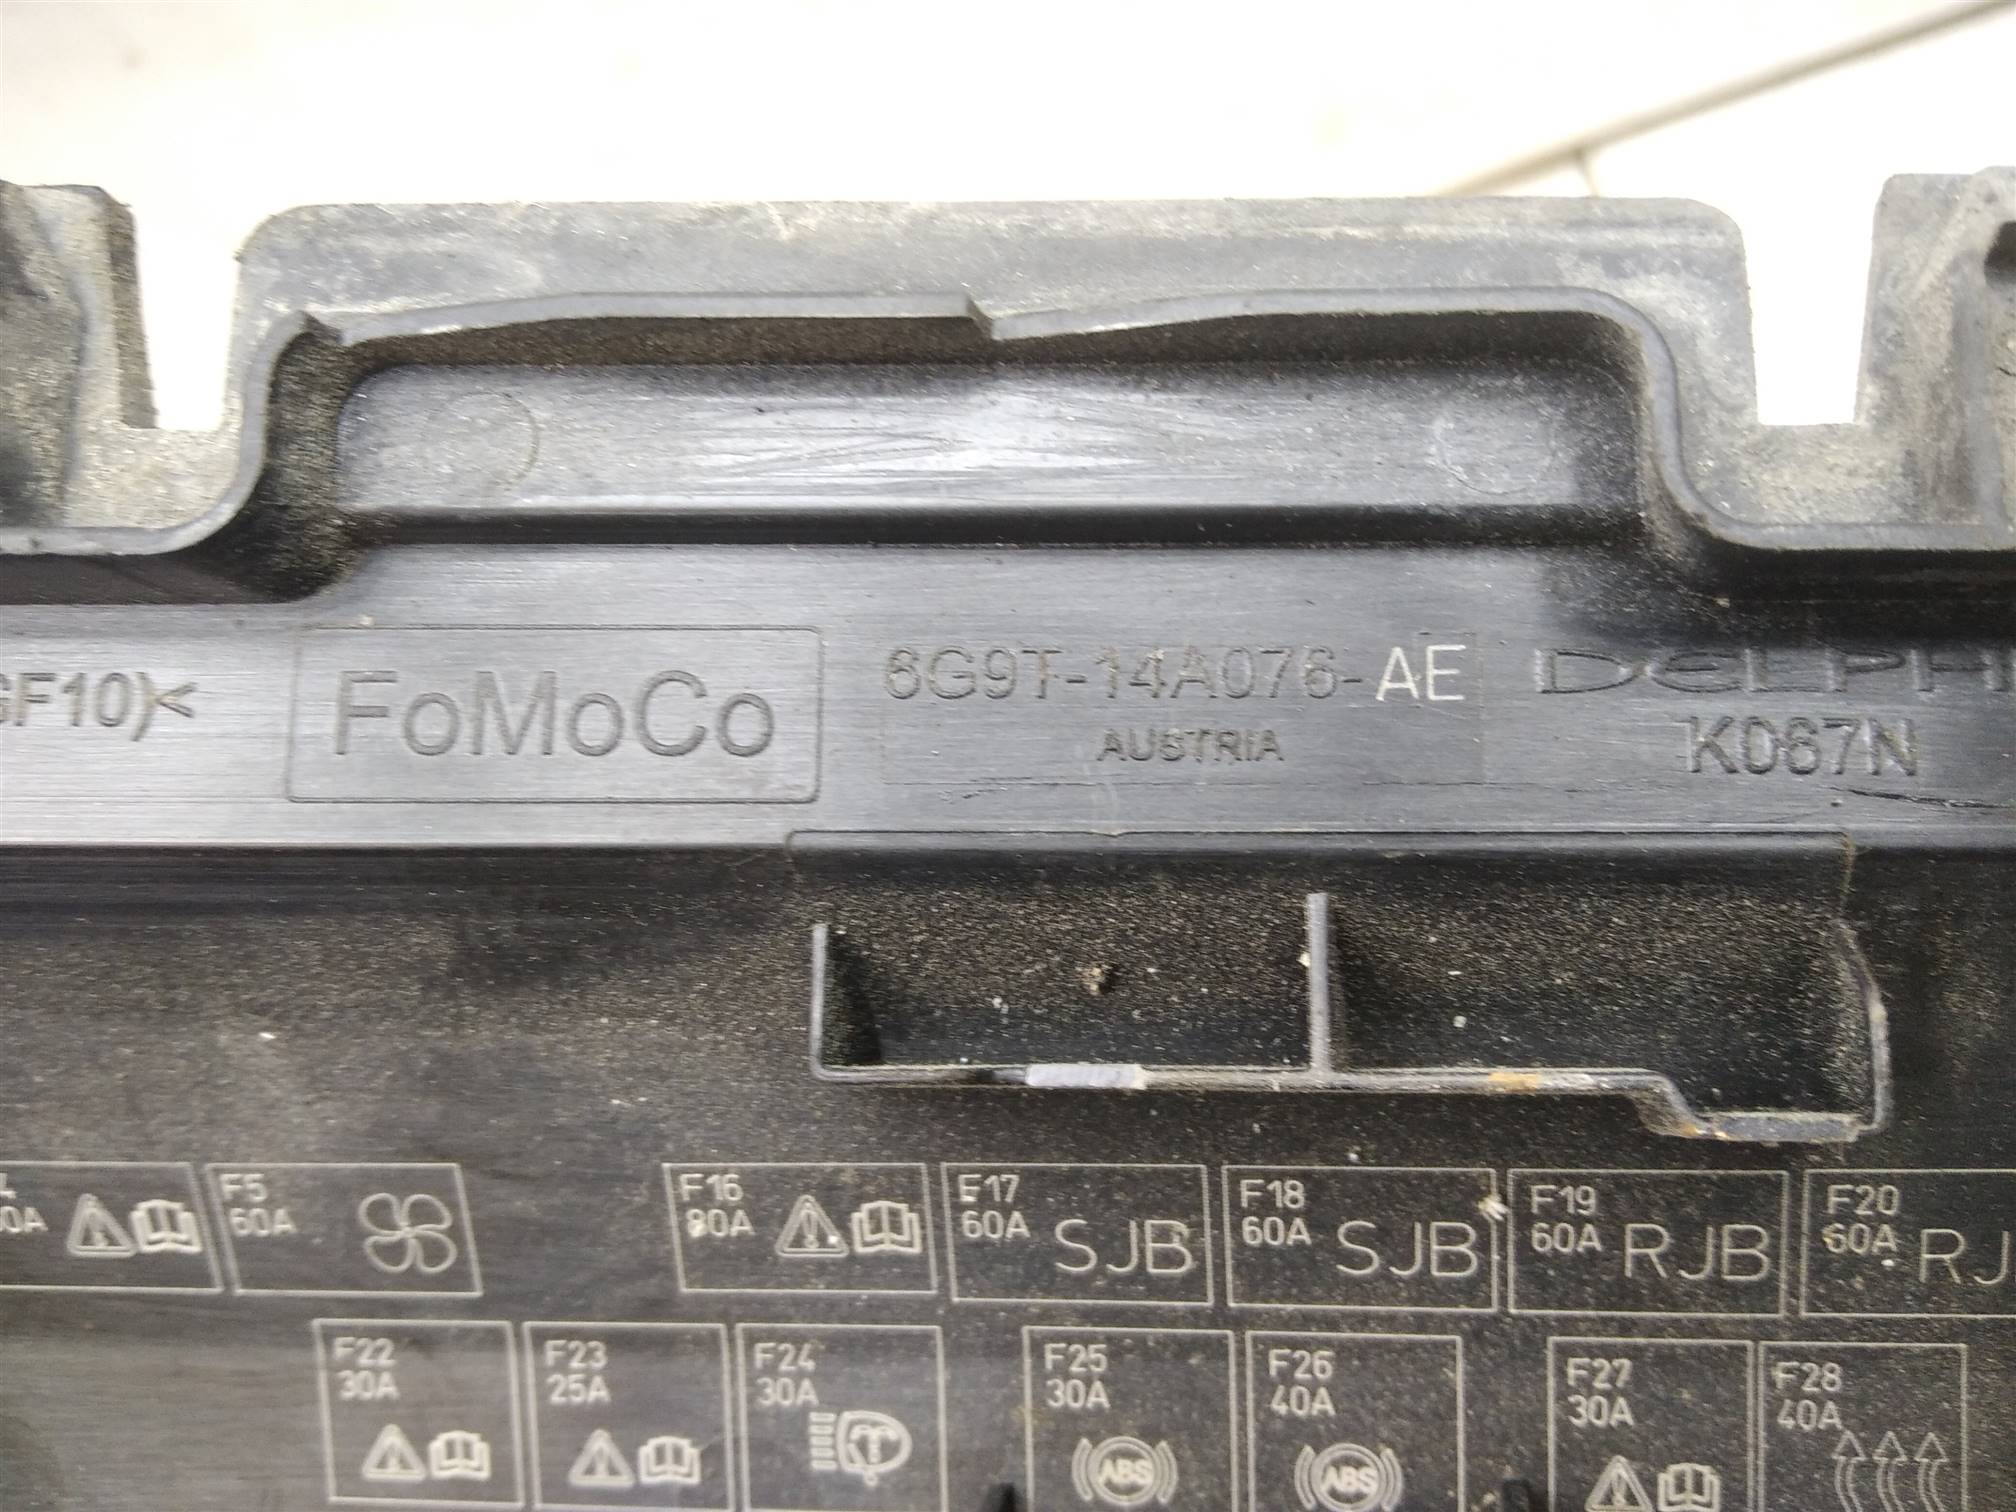 GF10)<
FoMoCo
6G9T-14A076-AE
AUSTRIA
DELPHI
K067N
0A
F5
60A
F16
80A
F17
60A
SJB
F18
60A
SJB
F19
60A
RJB
F20
60A
RJ
F22
30A
F23
25A
F24
30A
F25
30A
ABS
F26
40A
ABS
F27
30A
F28
40A